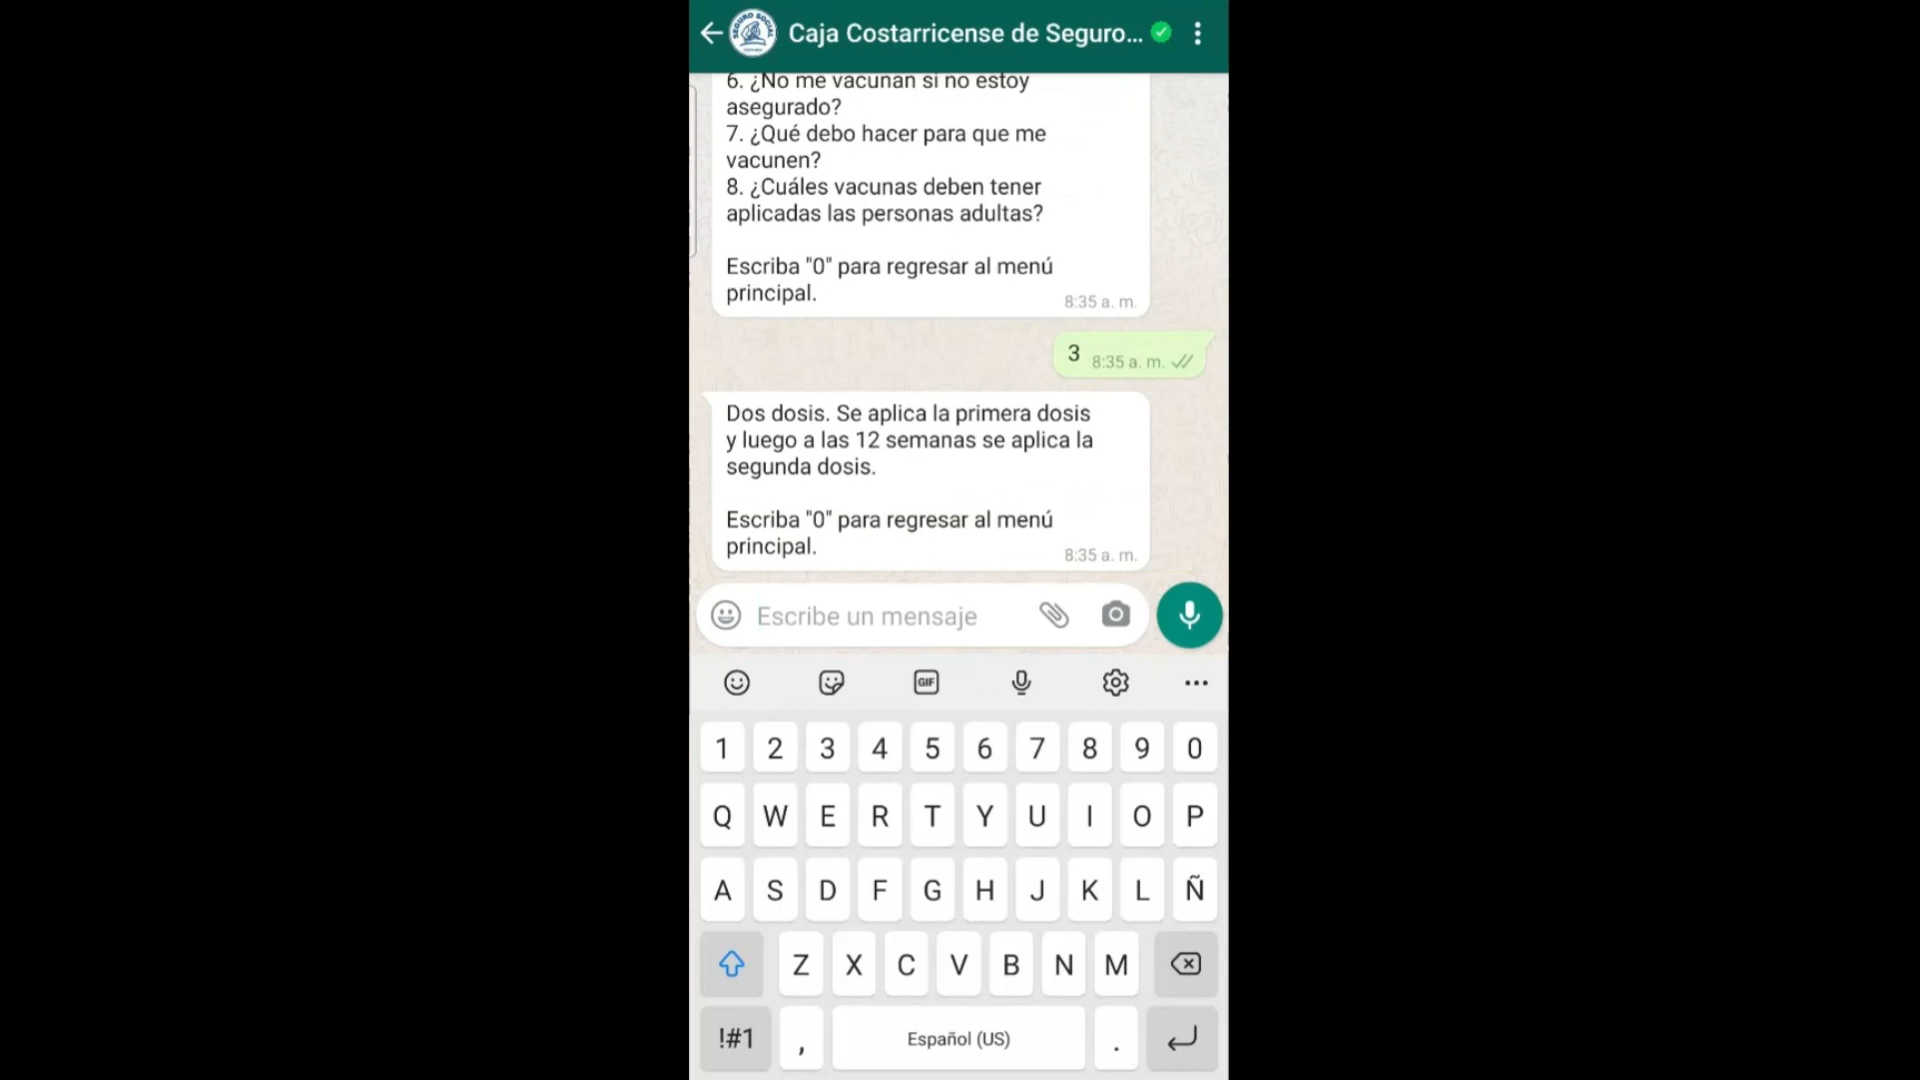 Caja Costarricense de Seguro...
6. ¿No me vacunan si no estoy
asegurado?
7. ¿Qué debo hacer para que me
vacunen?
8. ¿Cuáles vacunas deben tener
aplicadas las personas adultas?
Escriba "0" para regresar al menú
principal.
8:35 a. m.
3 8:35 a. m.
Dos dosis. Se aplica la primera dosis
y luego a las 12 semanas se aplica la
segunda dosis.
Escriba "0" para regresar al menú
principal.
8:35 a. m.
Escribe un mensaje
GIF
1 2 3 4 5 6 7 8 9 0
Q W E R T Y U I O P
A S D F G H J K L Ñ
Z X C V B N M
!#1 , Español (US) .